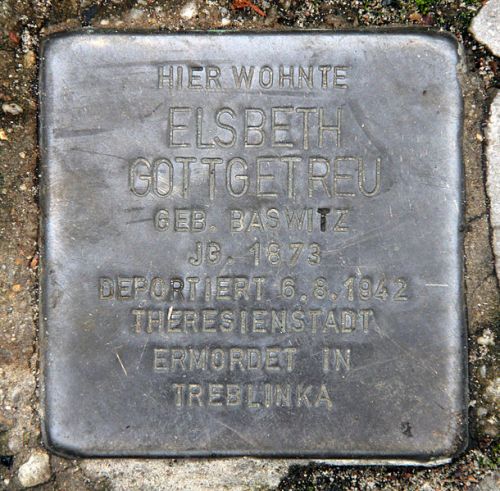 HIER WOHNTE
ELSBETH
GOTTGETREU
GEB. BASWITZ
JG. 1873
DEPORTIERT 6.8.1942
THERESIENSTADT
ERMORDET IN
TREBLINKA